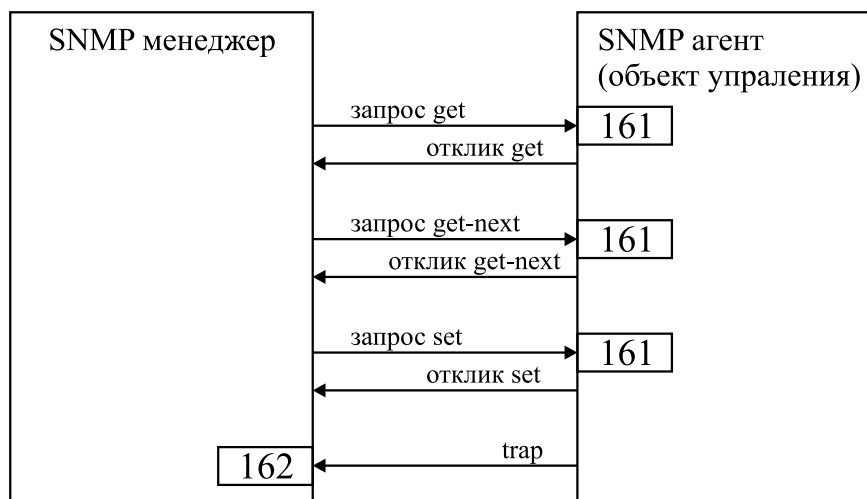 SNMP менеджер
SNMP агент
(объект упраления)
запрос get
161
отклик get
запрос get-next
161
отклик get-next
запрос set
161
отклик set
162
trap